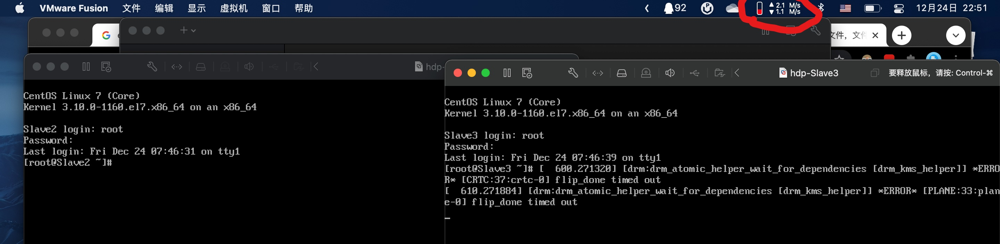 VMware Fusion 文件 编辑 显示 虚拟机 窗口 帮助 92 2.1 M/s 12月24日 22:51
1.1 M/s
文件，文件
hdp-
hdp-Slave3 要释放鼠标，请按: Control-⌘
CentOS Linux 7 (Core)
Kernel 3.10.0-1160.el7.x86_64 on an x86_64
Slave2 login: root
Password:
Last login: Fri Dec 24 07:46:31 on tty1
[root@Slave2 ~]#
CentOS Linux 7 (Core)
Kernel 3.10.0-1160.el7.x86_64 on an x86_64
Slave3 login: root
Password:
Last login: Fri Dec 24 07:46:39 on tty1
[root@Slave3 ~]# [  600.271320] [drm:drm_atomic_helper_wait_for_dependencies [drm_kms_helper]] *ERRO
R* [CRTC:37:crtc-0] flip_done timed out
[  610.271884] [drm:drm_atomic_helper_wait_for_dependencies [drm_kms_helper]] *ERROR* [PLANE:33:plan
e-0] flip_done timed out